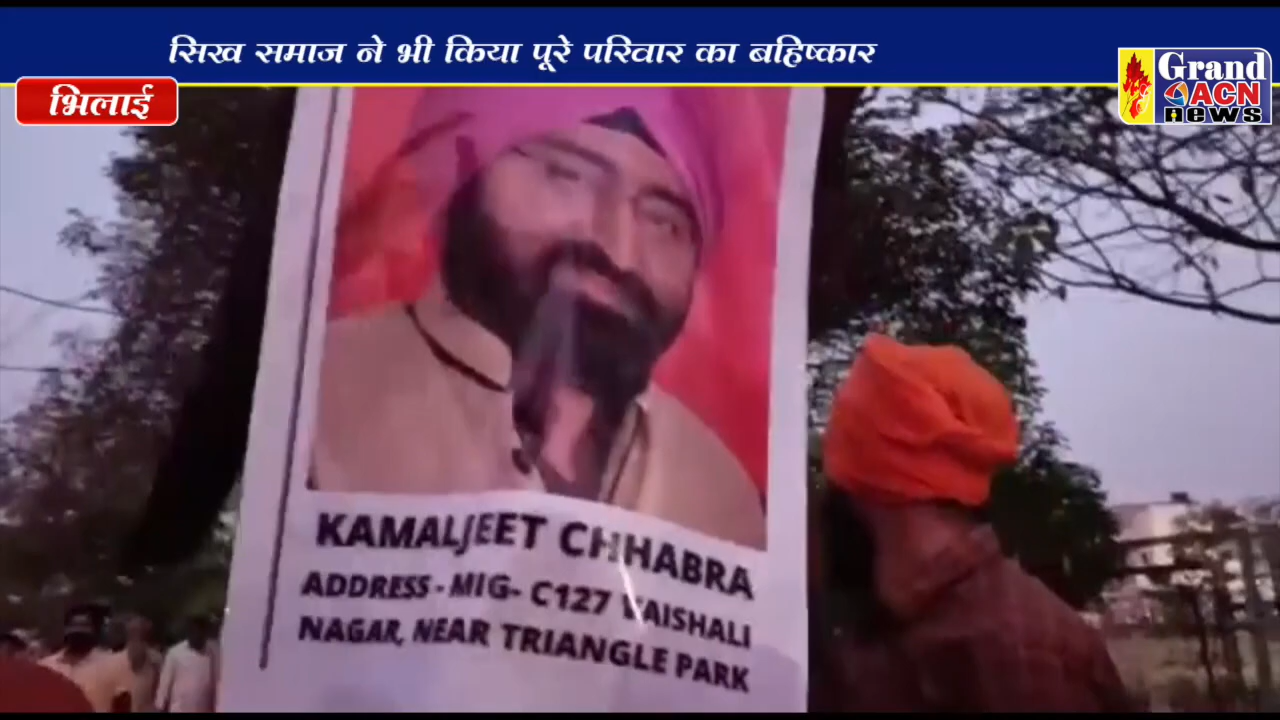 सिख समाज ने भी किया पूरे परिवार का बहिष्कार
भिलाई
Grand
ACN
news
KAMALJEET CHHABRA
ADDRESS - MIG- C127 VAISHALI
NAGAR, NEAR TRIANGLE PARK